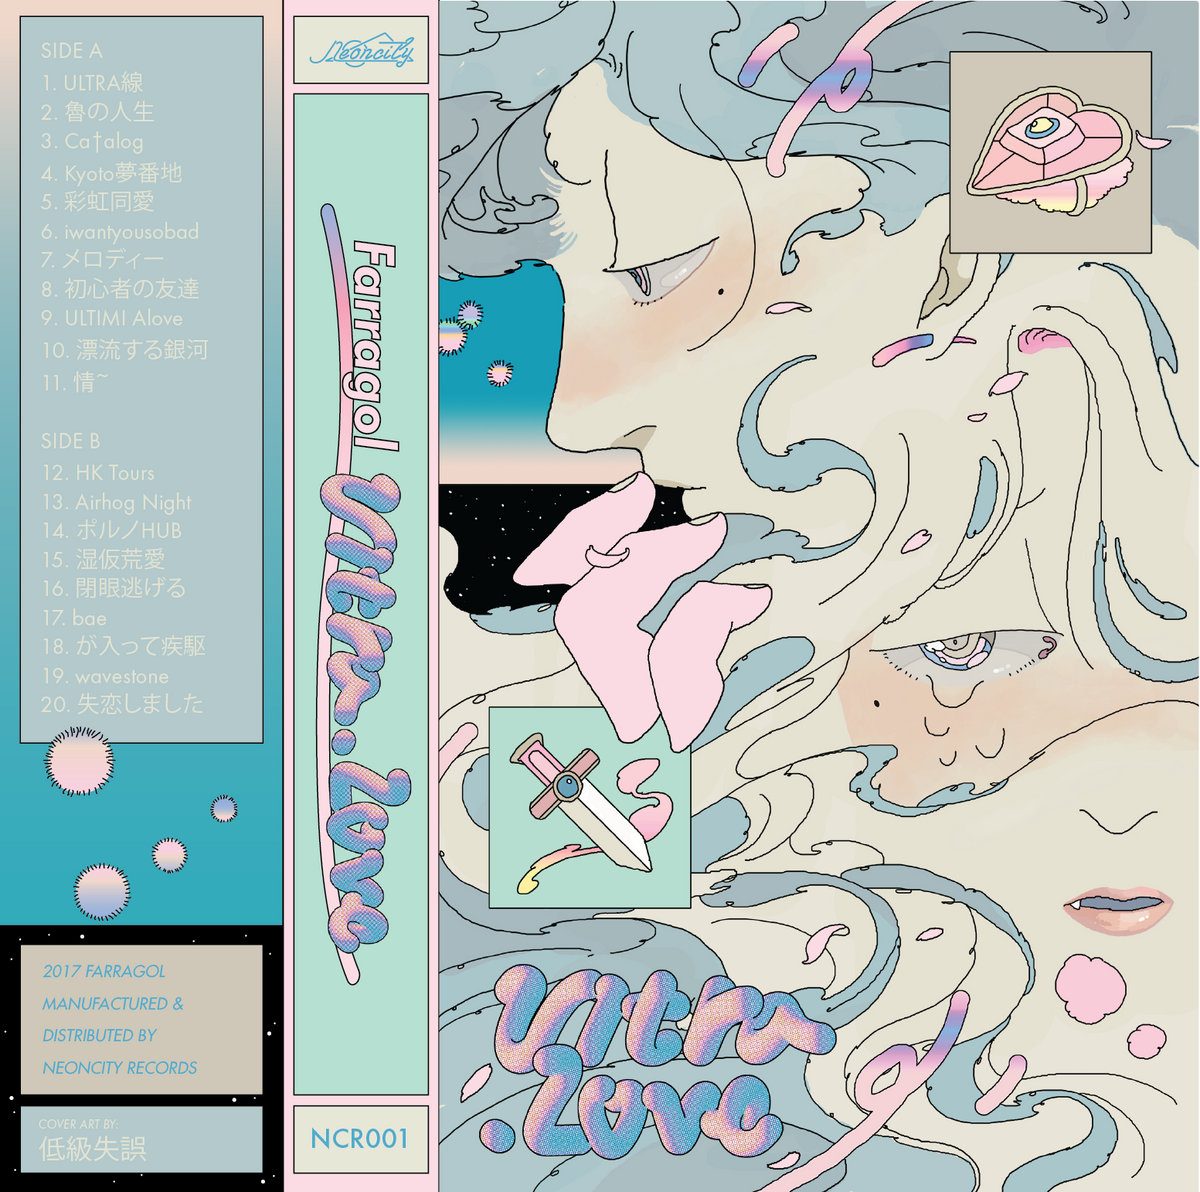 SIDE A
1. ULTRA線
2. 魯の人生
3. Ca†alog
4. Kyoto夢番地
5. 彩虹同愛
6. iwantyousobad
7. メロディー
8. 初心者の友達
9. ULTIMI Alove
10. 漂流する銀河
11. 情~
SIDE B
12. HK Tours
13. Airhog Night
14. ポルノHUB
15. 湿仮荒愛
16. 閉眼逃げる
17. bae
18. が入って疾駆
19. wavestone
20. 失恋しました
2017 FARRAGOL
MANUFACTURED &
DISTRIBUTED BY
NEONCITY RECORDS
COVER ART BY:
低級失誤
Neoncity
Farragol Ultra.Love
NCR001
Ultra
.Love